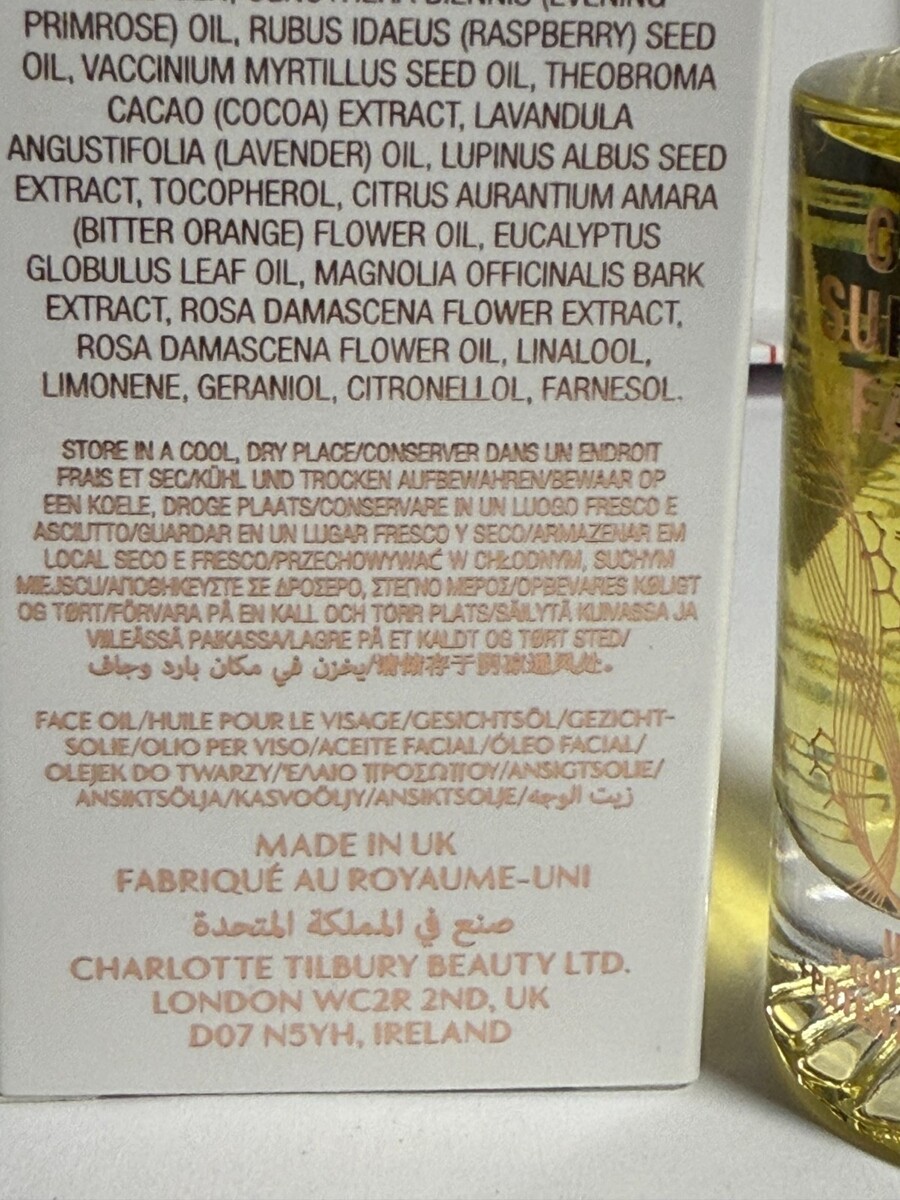 OENOTHERA BIENNIS (EVENING
PRIMROSE) OIL, RUBUS IDAEUS (RASPBERRY) SEED
OIL, VACCINIUM MYRTILLUS SEED OIL, THEOBROMA
CACAO (COCOA) EXTRACT, LAVANDULA
ANGUSTIFOLIA (LAVENDER) OIL, LUPINUS ALBUS SEED
EXTRACT, TOCOPHEROL, CITRUS AURANTIUM AMARA
(BITTER ORANGE) FLOWER OIL, EUCALYPTUS
GLOBULUS LEAF OIL, MAGNOLIA OFFICINALIS BARK
EXTRACT, ROSA DAMASCENA FLOWER EXTRACT,
ROSA DAMASCENA FLOWER OIL, LINALOOL,
LIMONENE, GERANIOL, CITRONELLOL, FARNESOL.
STORE IN A COOL, DRY PLACE/CONSERVER DANS UN ENDROIT
FRAIS ET SEC/KÜHL UND TROCKEN AUFBEWAHREN/BEWAAR OP
EEN KOELE, DROGE PLAATS/CONSERVARE IN UN LUOGO FRESCO E
ASCIUTTO/GUARDAR EN UN LUGAR FRESCO Y SECO/ARMAZENAR EM
LOCAL SECO E FRESCO/PRZECHOWYWAĆ W CHŁODNYM, SUCHYM
MIEJSCU/ΑΠΟΘΗΚΕΥΣΤΕ ΣΕ ΔΡΟΣΕΡΟ, ΣΤΕΓΝΟ ΜΕΡΟΣ/OPBEVARES KØLIGT
OG TØRT/FÖRVARA PÅ EN KALL OCH TORR PLATS/SÄILYTÄ KUIVASSA JA
VIILEÄSSÄ PAIKASSA/LAGRE PÅ ET KALDT OG TØRT STED/
يخزن في مكان بارد وجاف/
FACE OIL/HUILE POUR LE VISAGE/GESICHTSÖL/GEZICHT-
SOLIE/OLIO PER VISO/ACEITE FACIAL/ÓLEO FACIAL/
OLEJEK DO TWARZY/ΈΛΑΙΟ ΠΡΟΣΩΠΟΥ/ANSIGTSOLIE/
ANSIKTSÖLJA/KASVOÖLJY/ANSIKTSOLJE/زيت الوجه
MADE IN UK
FABRIQUÉ AU ROYAUME-UNI
صنع في المملكة المتحدة
CHARLOTTE TILBURY BEAUTY LTD.
LONDON WC2R 2ND, UK
D07 N5YH, IRELAND